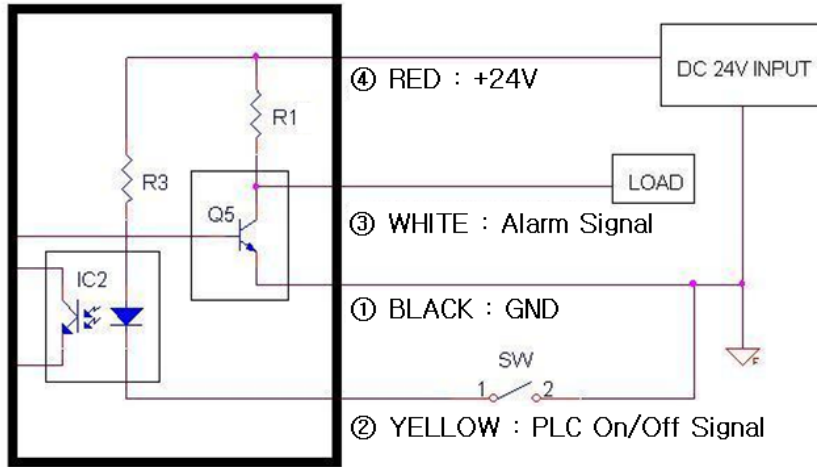 ④ RED : +24V
DC 24V INPUT
R1
R3
LOAD
Q5
③ WHITE : Alarm Signal
IC2
① BLACK : GND
SW
1 2
② YELLOW : PLC On/Off Signal